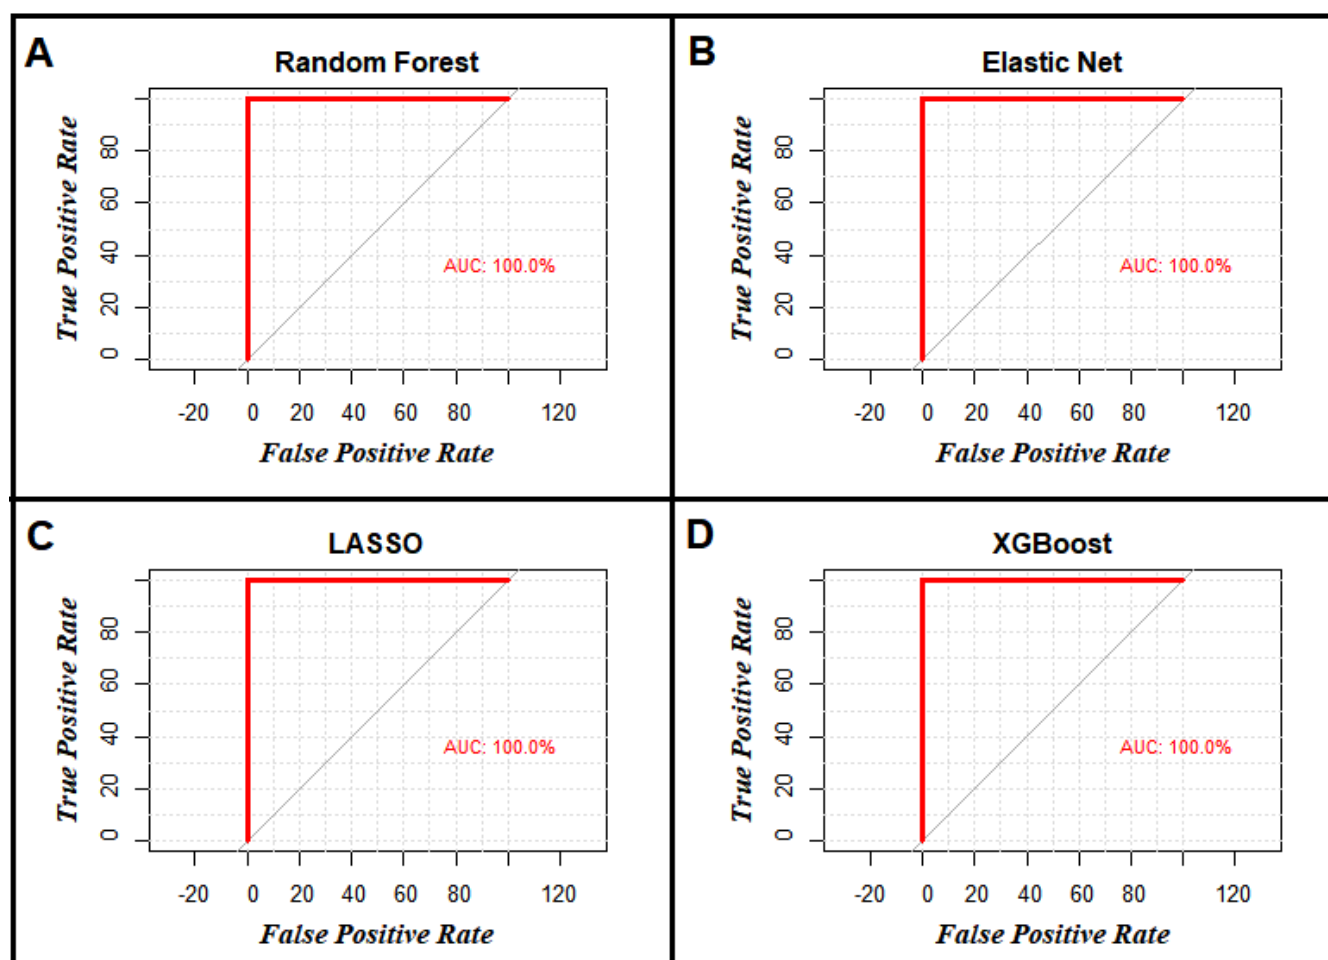 A
Random Forest
True Positive Rate
80
60
40
20
0
AUC: 100.0%
-20 0 20 40 60 80 120
False Positive Rate
B
Elastic Net
True Positive Rate
80
60
40
20
0
AUC: 100.0%
-20 0 20 40 60 80 120
False Positive Rate
C
LASSO
True Positive Rate
80
60
40
20
0
AUC: 100.0%
-20 0 20 40 60 80 120
False Positive Rate
D
XGBoost
True Positive Rate
80
60
40
20
0
AUC: 100.0%
-20 0 20 40 60 80 120
False Positive Rate